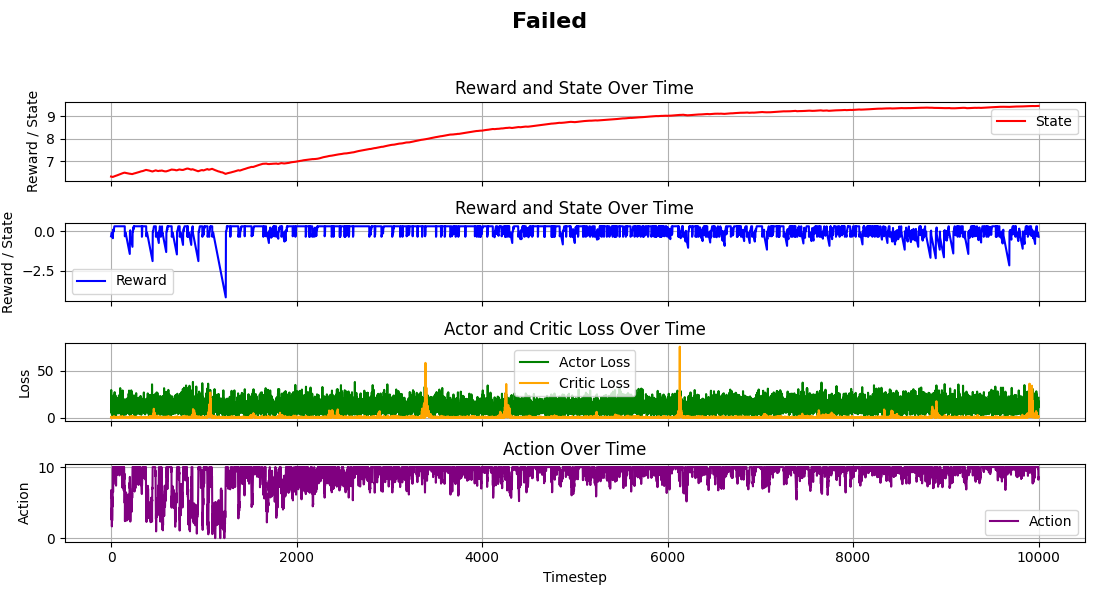 Failed
Reward and State Over Time
Reward / State
9
8
7
State
Reward and State Over Time
Reward / State
0.0
−2.5
Reward
Actor and Critic Loss Over Time
Loss
50
0
Actor Loss
Critic Loss
Action Over Time
Action
10
0
Action
0 2000 4000 6000 8000 10000
Timestep